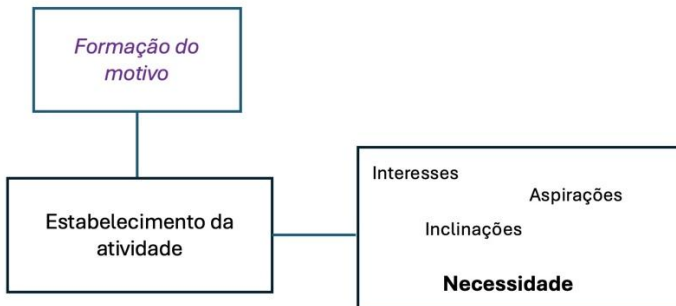 Formação do
motivo
Estabelecimento da
atividade
Interesses
Aspirações
Inclinações
Necessidade